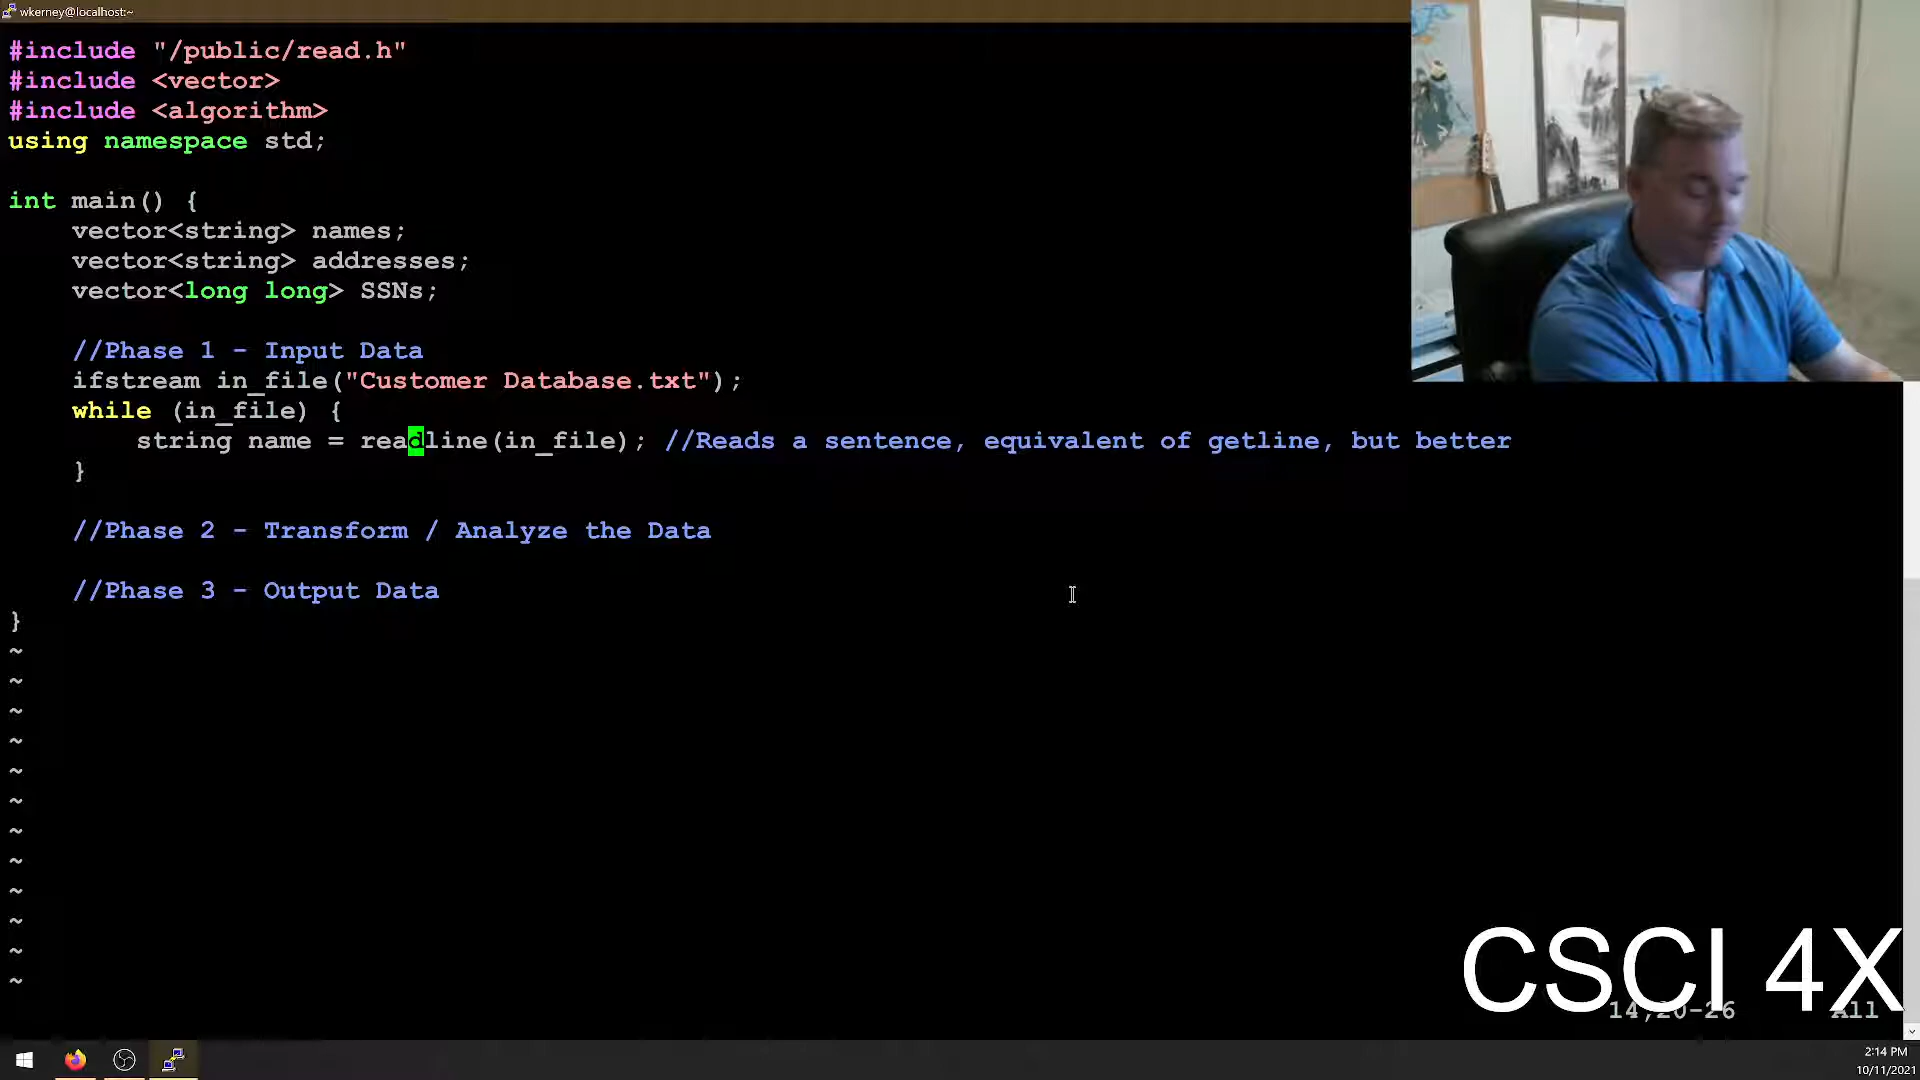 wkerney@localhost:~
#include "/public/read.h"
#include <vector>
#include <algorithm>
using namespace std;
int main() {
    vector<string> names;
    vector<string> addresses;
    vector<long long> SSNs;
    //Phase 1 - Input Data
    ifstream in_file("Customer Database.txt");
    while (in_file) {
        string name = readline(in_file); //Reads a sentence, equivalent of getline, but better
    }
    //Phase 2 - Transform / Analyze the Data
    //Phase 3 - Output Data
}
~
~
~
~
~
~
~
~
~
~
~
~
CSCI 4X
14,20-26 All
2:14 PM
10/11/2021